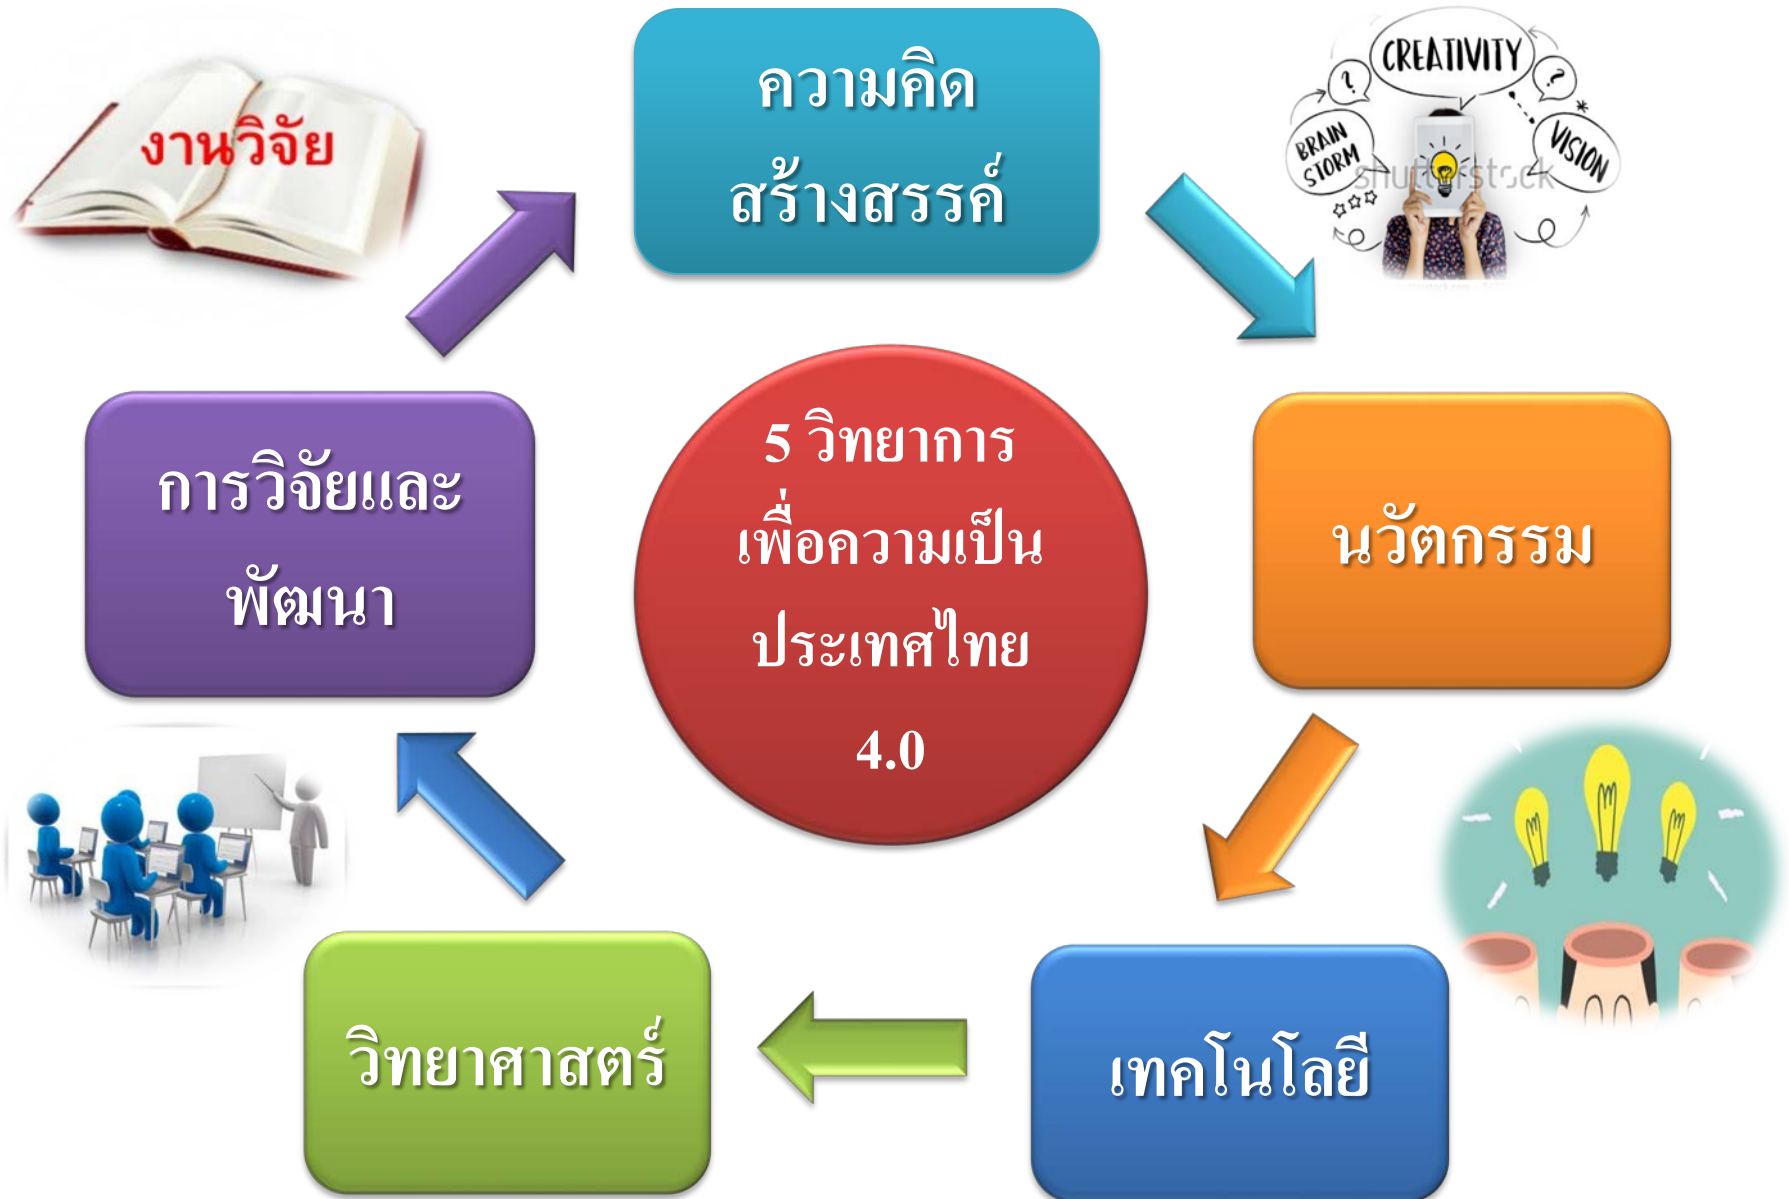 งานวิจัย
ความคิด
สร้างสรรค์
CREATIVITY
?
?
BRAIN
STORM
VISION
shutterstock
5 วิทยาการ
เพื่อความเป็น
ประเทศไทย
4.0
การวิจัยและ
พัฒนา
นวัตกรรม
วิทยาศาสตร์
เทคโนโลยี